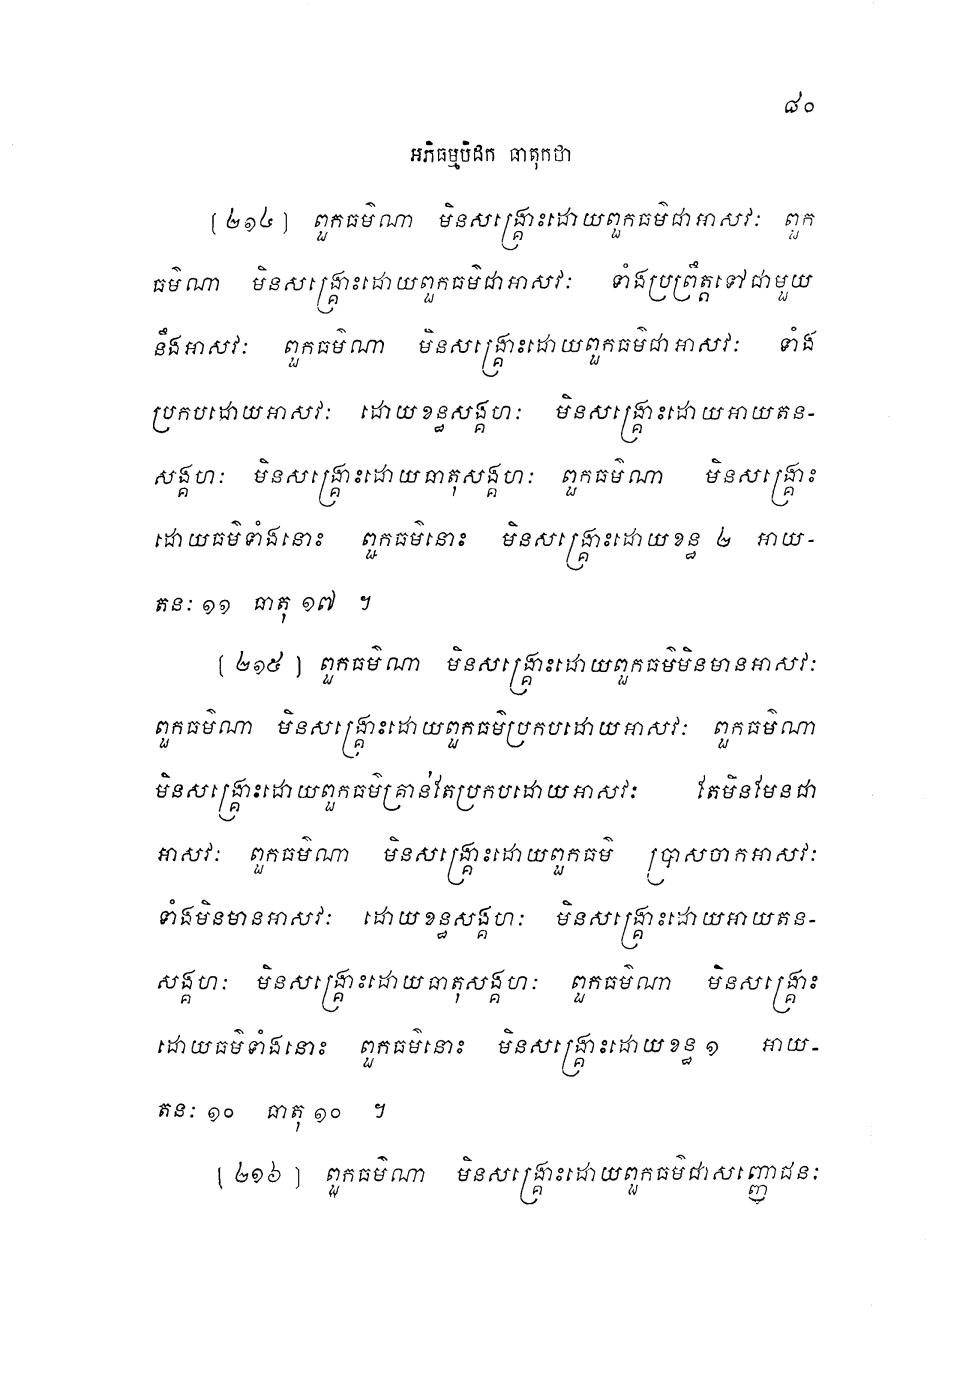 ៨០
អភិធម្មបិដក ធាតុកថា
[២១៤] ពួកធម៌ណា មិនសង្គ្រោះដោយពួកធម៌ជាអាសវៈ ពួក
ធម៌ណា មិនសង្គ្រោះដោយពួកធម៌ជាអាសវៈ ទាំងប្រព្រឹត្តទៅជាមួយ
នឹងអាសវៈ ពួកធម៌ណា មិនសង្គ្រោះដោយពួកធម៌ជាអាសវៈ ទាំង
ប្រកបដោយអាសវៈ ដោយខន្ធសង្គហៈ មិនសង្គ្រោះដោយអាយតន-
សង្គហៈ មិនសង្គ្រោះដោយធាតុសង្គហៈ ពួកធម៌ណា មិនសង្គ្រោះ
ដោយធម៌ទាំងនោះ ពួកធម៌នោះ មិនសង្គ្រោះដោយខន្ធ ២ អាយ-
តនៈ ១១ ធាតុ ១៧ ។
[២១៥] ពួកធម៌ណា មិនសង្គ្រោះដោយពួកធម៌មិនមានអាសវៈ
ពួកធម៌ណា មិនសង្គ្រោះដោយពួកធម៌ប្រកបដោយអាសវៈ ពួកធម៌ណា
មិនសង្គ្រោះដោយពួកធម៌គ្រាន់តែប្រកបដោយអាសវៈ តែមិនមែនជា
អាសវៈ ពួកធម៌ណា មិនសង្គ្រោះដោយពួកធម៌ ប្រាសចាកអាសវៈ
ទាំងមិនមានអាសវៈ ដោយខន្ធសង្គហៈ មិនសង្គ្រោះដោយអាយតន-
សង្គហៈ មិនសង្គ្រោះដោយធាតុសង្គហៈ ពួកធម៌ណា មិនសង្គ្រោះ
ដោយធម៌ទាំងនោះ ពួកធម៌នោះ មិនសង្គ្រោះដោយខន្ធ ១ អាយ-
តនៈ ១០ ធាតុ ១០ ។
[២១៦] ពួកធម៌ណា មិនសង្គ្រោះដោយពួកធម៌ជាសញ្ញោជនៈ